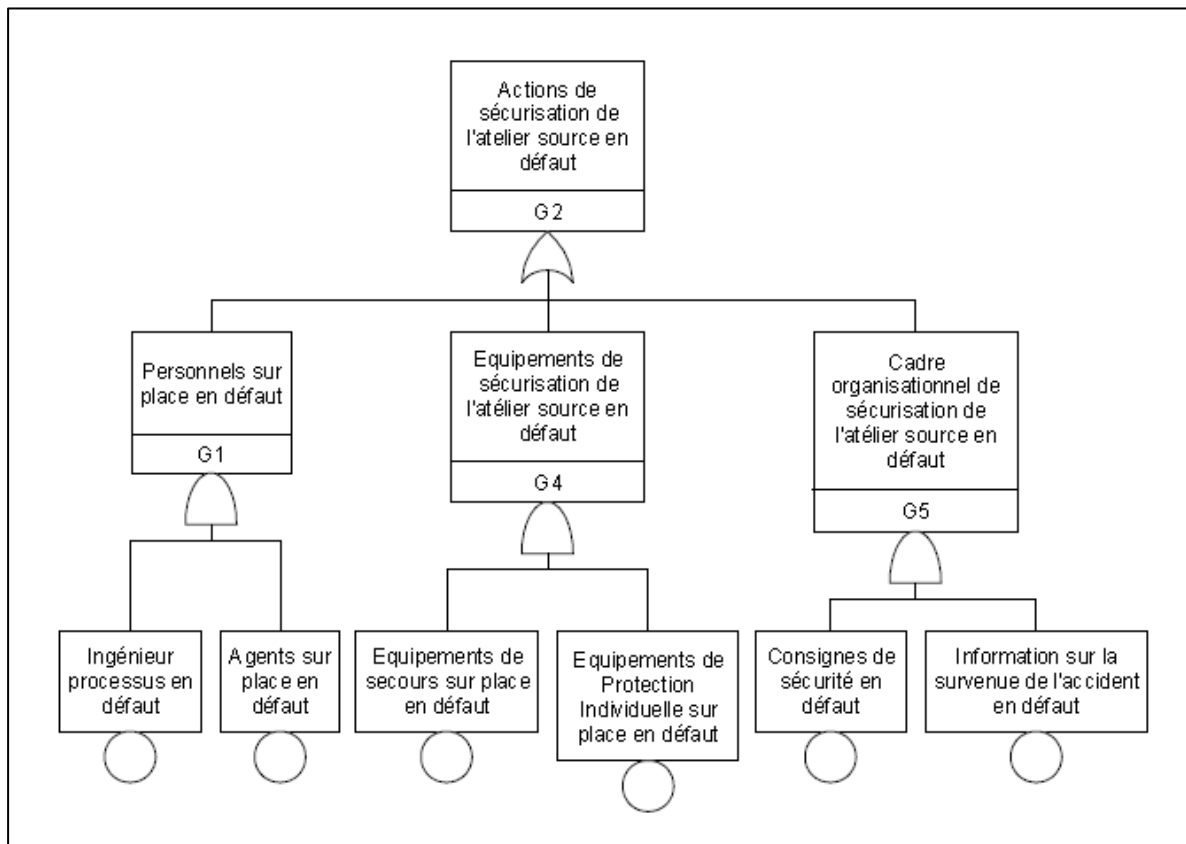 Actions de
sécurisation de
l'atelier source en
défaut
G2
Personnels sur
place en défaut
G1
Equipements de
sécurisation de
l'atélier source en
défaut
G4
Cadre
organisationnel de
sécurisation de
l'atélier source en
défaut
G5
Ingénieur
processus en
défaut
Agents sur
place en
défaut
Equipements de
secours sur place
en défaut
Equipements de
Protection
Individuelle sur
place en défaut
Consignes de
sécurité en
défaut
Information sur la
survenue de l'accident
en défaut